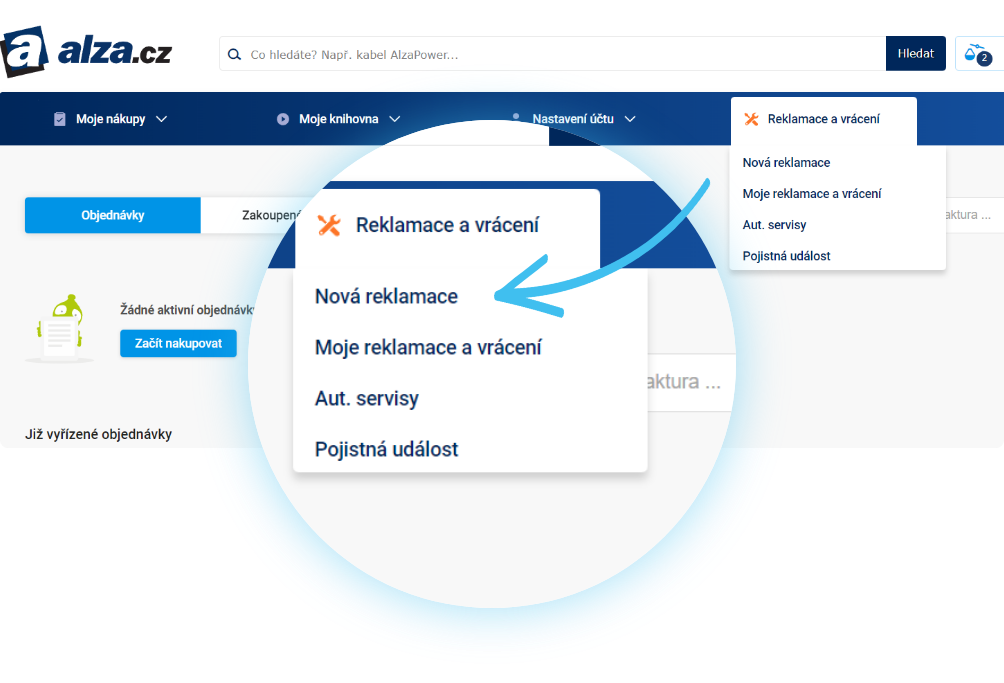 alza.cz
Co hledáte? Např. kabel AlzaPower...
Hledat
2
Moje nákupy
Moje knihovna
Nastavení účtu
Reklamace a vrácení
Nová reklamace
Moje reklamace a vrácení
Aut. servisy
Pojistná událost
Objednávky
Zakoupen
aktura ...
Žádné aktivní objednávk
Začít nakupovat
Již vyřízené objednávky
Reklamace a vrácení
Nová reklamace
Moje reklamace a vrácení
Aut. servisy
Pojistná událost
aktura ...